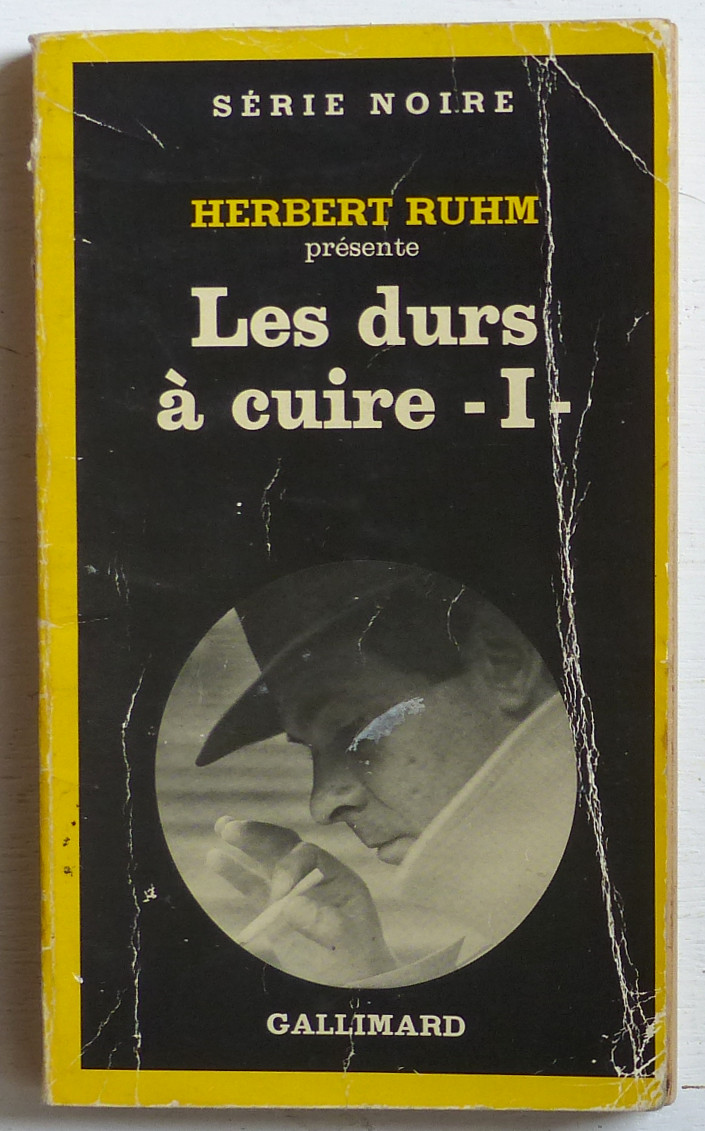 SÉRIE NOIRE
HERBERT RUHM
présente
Les durs
à cuire -I-
GALLIMARD